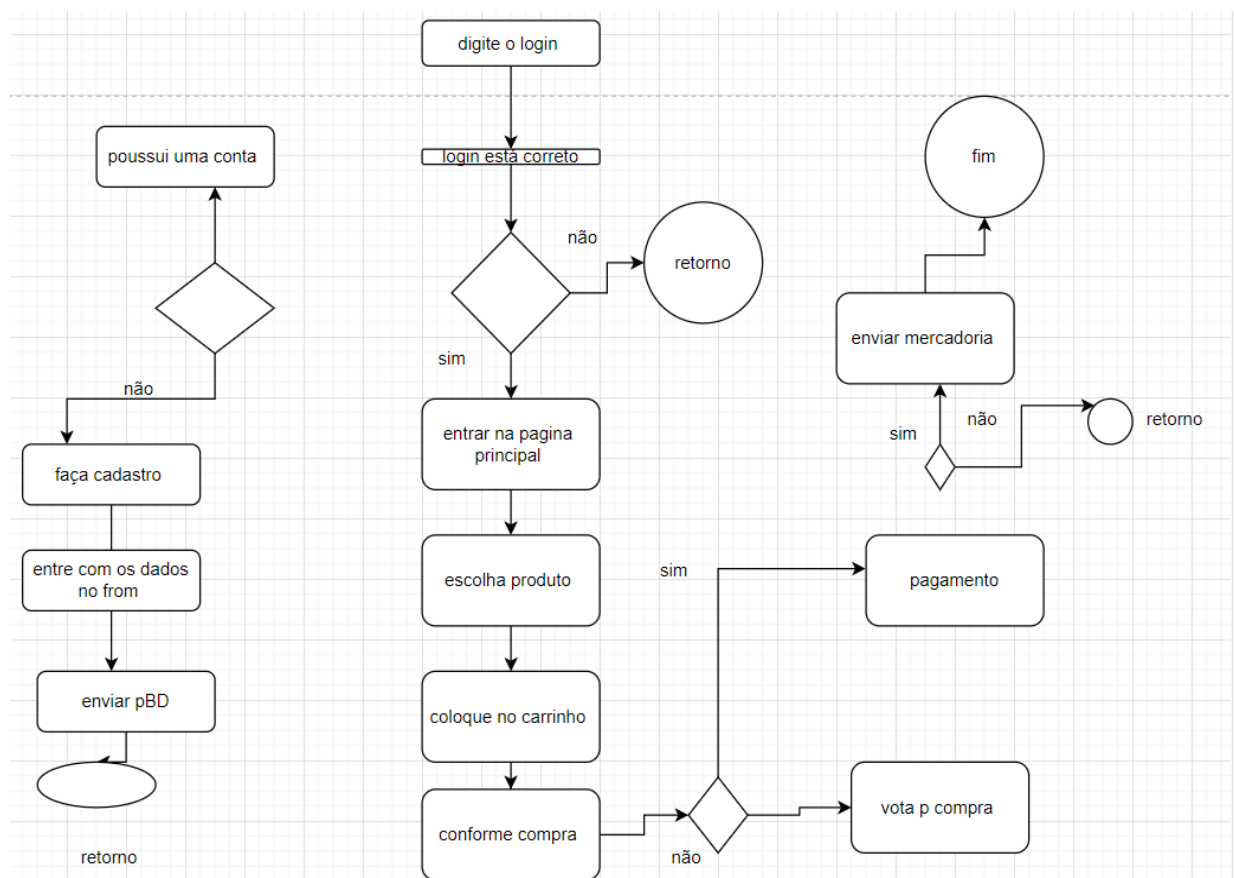 digite o login
poussui uma conta
login está correto
fim
não
retorno
enviar mercadoria
sim
não
não
retorno
sim
entrar na pagina
principal
faça cadastro
entre com os dados
no from
escolha produto
sim
pagamento
enviar pBD
coloque no carrinho
conforme compra
vota p compra
não
retorno